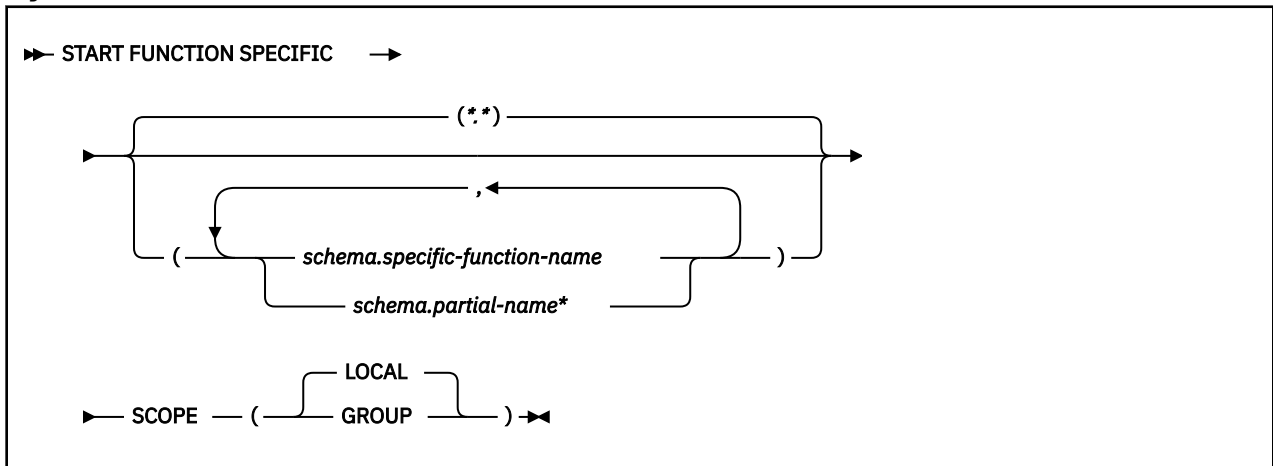 START FUNCTION SPECIFIC
(*.*)
,
( schema.specific-function-name )
schema.partial-name*
LOCAL
SCOPE ( GROUP )